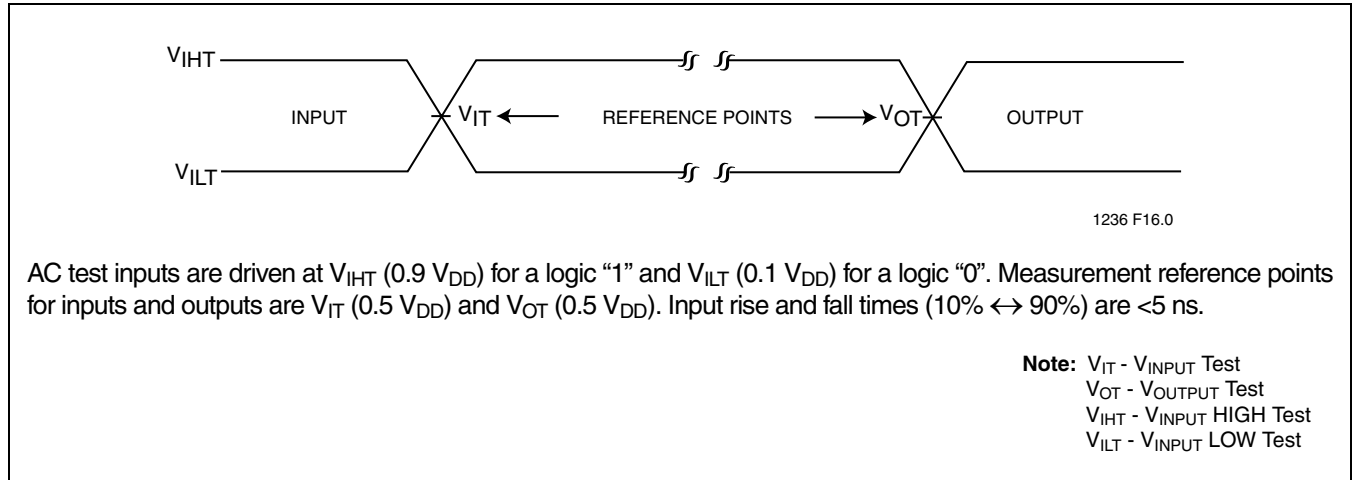 VIHT
INPUT VIT REFERENCE POINTS VOT OUTPUT
VILT
1236 F16.0
AC test inputs are driven at VIHT (0.9 VDD) for a logic “1” and VILT (0.1 VDD) for a logic “0”. Measurement reference points
for inputs and outputs are VIT (0.5 VDD) and VOT (0.5 VDD). Input rise and fall times (10% ↔ 90%) are <5 ns.
Note: VIT - VINPUT Test
VOT - VOUTPUT Test
VIHT - VINPUT HIGH Test
VILT - VINPUT LOW Test